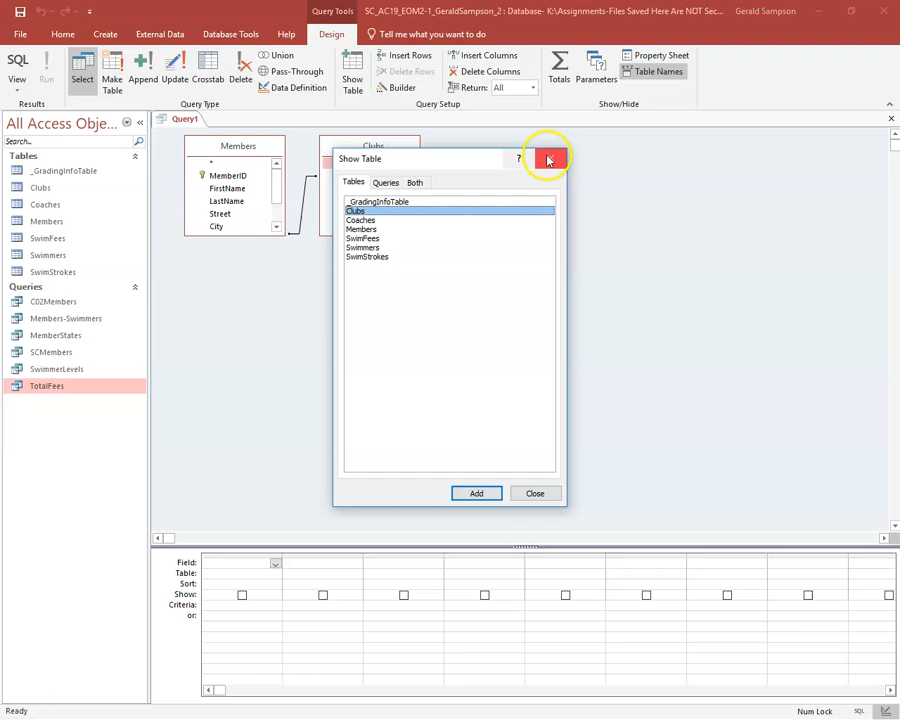 Query Tools
SC_AC19_EOM2-1_GeraldSampson_2 : Database- K:\Assignments-Files Saved Here Are NOT Sec...
Gerald Sampson
File Home Create External Data Database Tools Help Design Tell me what you want to do
SQL
View
Run
Results
Select
Make Table
Append
Update
Crosstab
Delete
Union
Pass-Through
Data Definition
Query Type
Show Table
Insert Rows
Delete Rows
Builder
Insert Columns
Delete Columns
Return: All
Query Setup
Totals
Parameters
Property Sheet
XYZ Table Names
Show/Hide
All Access Obje...
Search...
Tables
_GradingInfoTable
Clubs
Coaches
Members
SwimFees
Swimmers
SwimStrokes
Queries
C02Members
Members-Swimmers
MemberStates
SCMembers
SwimmerLevels
TotalFees
Query1
Members
*
MemberID
FirstName
LastName
Street
City
Clubs
Show Table
?
Tables Queries Both
_GradingInfoTable
Clubs
Coaches
Members
SwimFees
Swimmers
SwimStrokes
Add Close
Field:
Table:
Sort:
Show:
Criteria:
or:
Ready
Num Lock
SQL